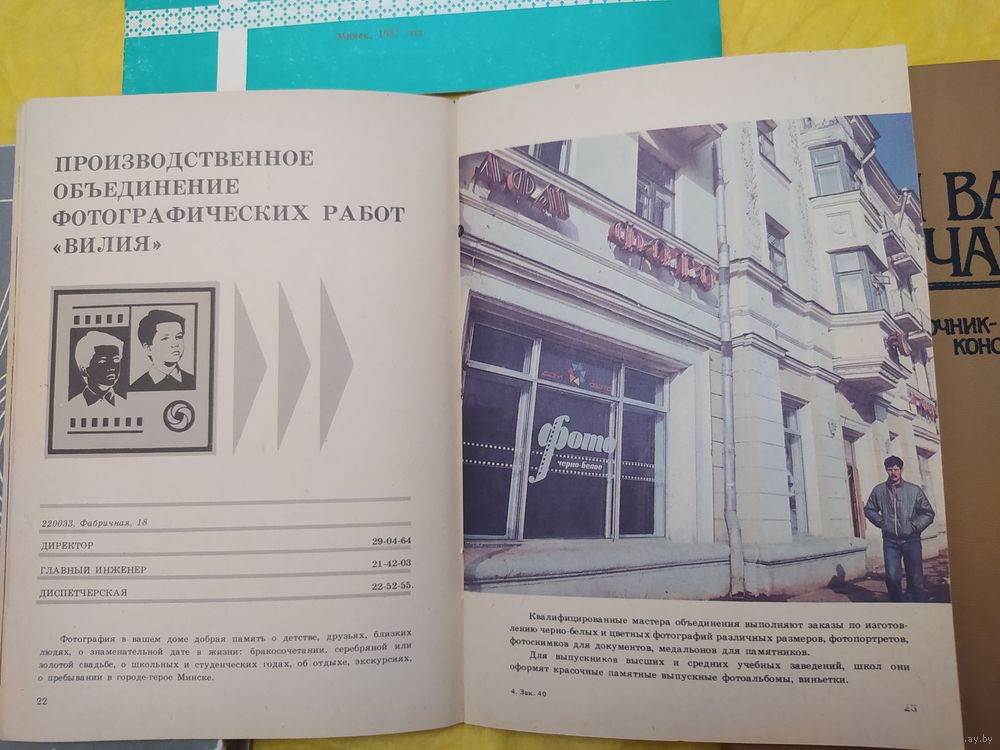 Минск, 1987 год
ПРОИЗВОДСТВЕННОЕ
ОБЪЕДИНЕНИЕ
ФОТОГРАФИЧЕСКИХ РАБОТ
«ВИЛИЯ»
220033, Фабричная, 18
ДИРЕКТОР 29-04-64
ГЛАВНЫЙ ИНЖЕНЕР 21-42-03
ДИСПЕТЧЕРСКАЯ 22-52-55.
Фотография в вашем доме добрая память о детстве, друзьях, близких
людях, о знаменательной дате в жизни: бракосочетании, серебряной или
золотой свадьбе, о школьных и студенческих годах, об отдыхе, экскурсиях,
о пребывании в городе-герое Минске.
22
ФОТО
фото
черно-белое
Квалифицированные мастера объединения выполняют заказы по изготов-
лению черно-белых и цветных фотографий различных размеров, фотопортретов,
фотоснимков для документов, медальонов для памятников.
Для выпускников высших и средних учебных заведений, школ они
оформят красочные памятные выпускные фотоальбомы, виньетки.
4. Зак. 40
23
ВА
ЧА
ОЧНИК-
КОНС
ay.by